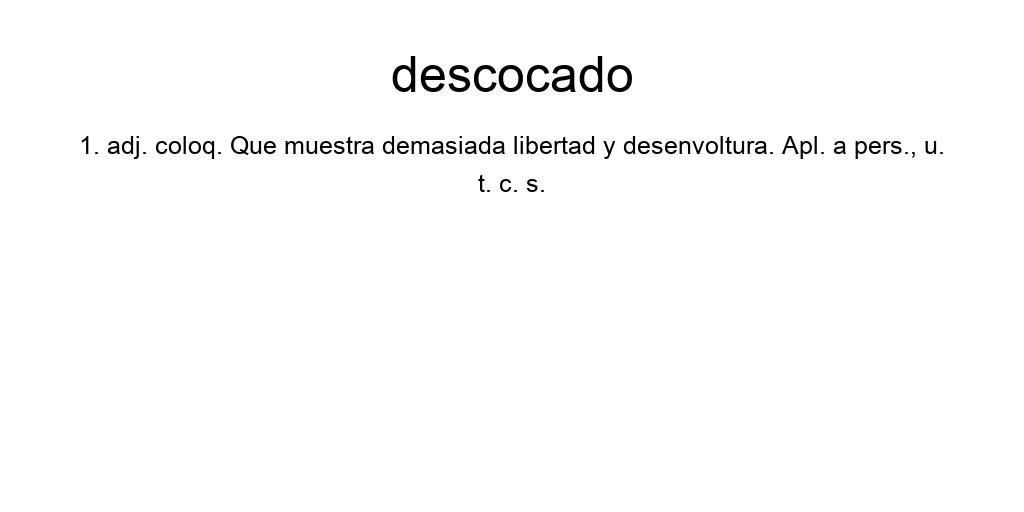 descocado
1. adj. coloq. Que muestra demasiada libertad y desenvoltura. Apl. a pers., u.
t. c. s.